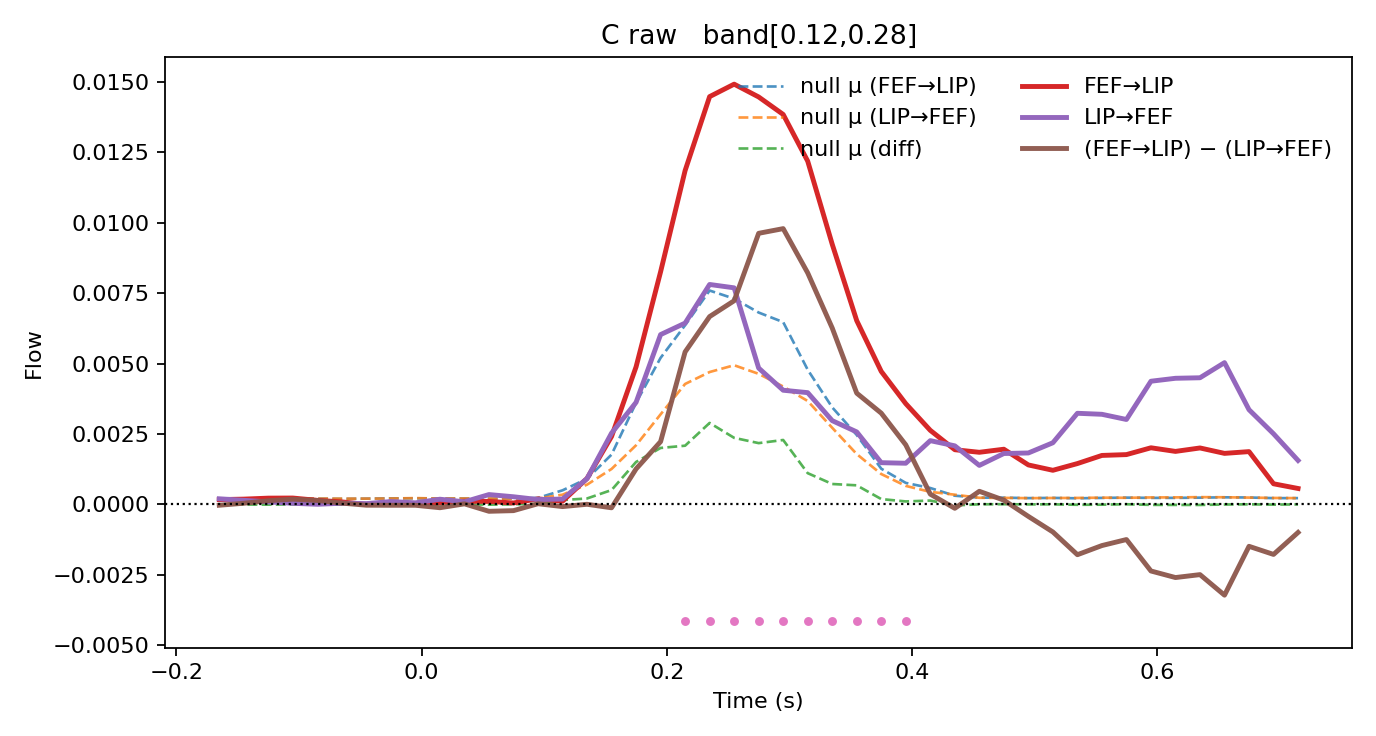 C raw   band[0.12,0.28]
0.0150
0.0125
0.0100
0.0075
0.0050
0.0025
0.0000
−0.0025
−0.0050
Flow
null μ (FEF→LIP)
null μ (LIP→FEF)
null μ (diff)
FEF→LIP
LIP→FEF
(FEF→LIP) − (LIP→FEF)
−0.2
0.0
0.2
0.4
0.6
Time (s)